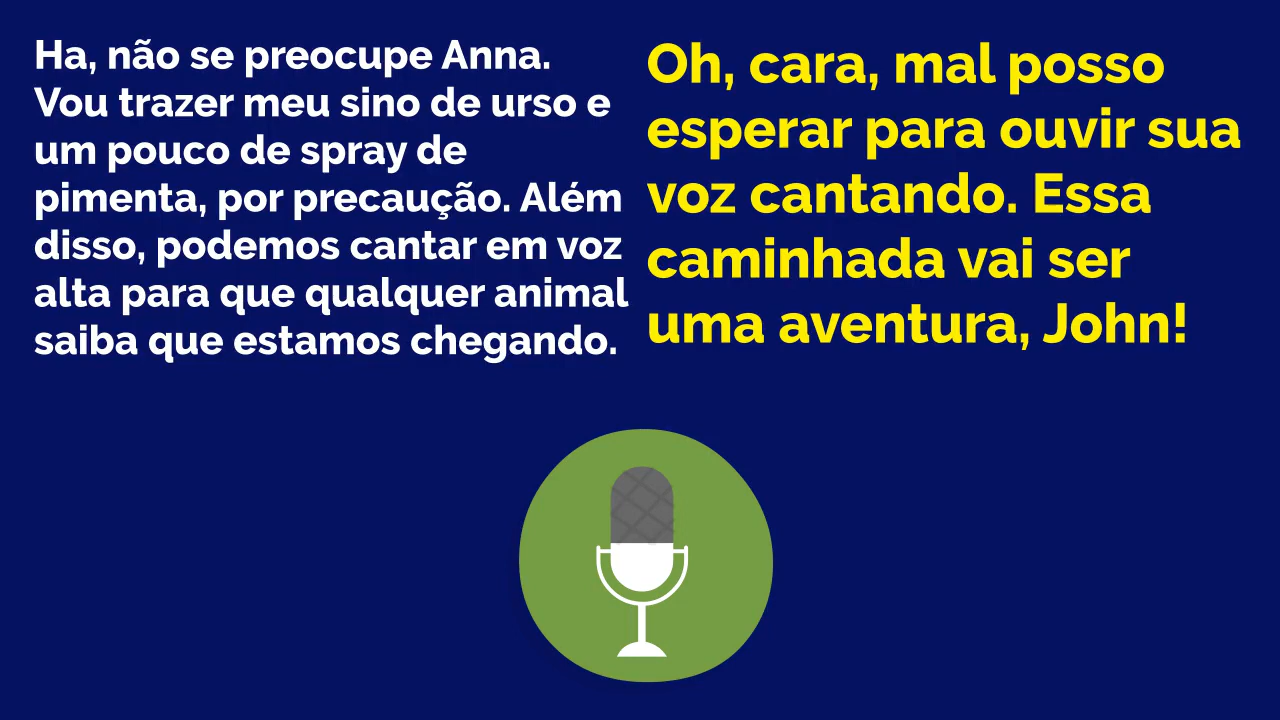 Ha, não se preocupe Anna.
Vou trazer meu sino de urso e
um pouco de spray de
pimenta, por precaução. Além
disso, podemos cantar em voz
alta para que qualquer animal
saiba que estamos chegando.
Oh, cara, mal posso
esperar para ouvir sua
voz cantando. Essa
caminhada vai ser
uma aventura, John!